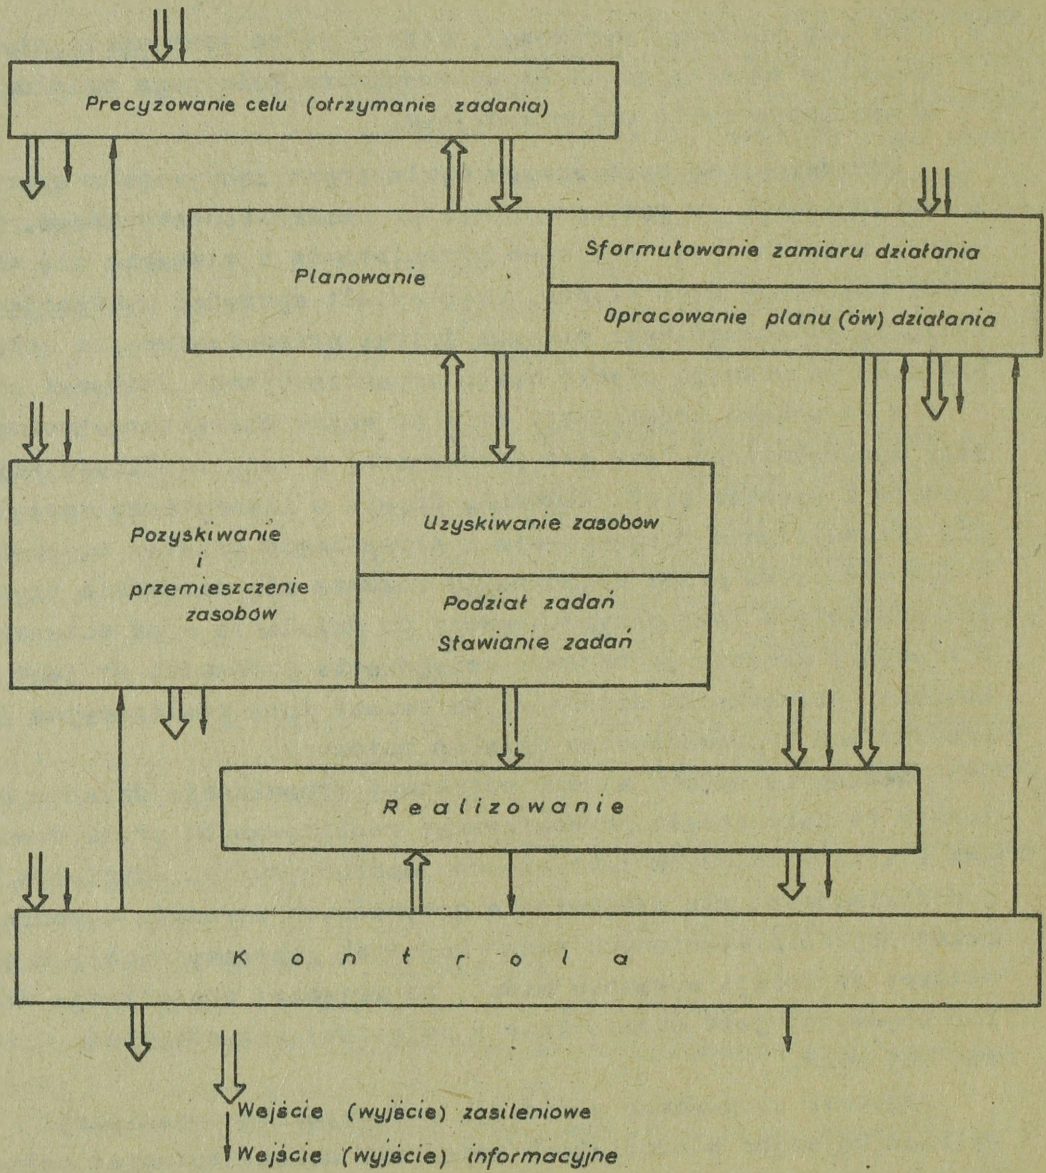 Precyzowanie celu (otrzymanie zadania)
Planowanie
Sformułowanie zamiaru działania
Opracowanie planu (ów) działania
Pozyskiwanie
i
przemieszczenie
zasobów
Uzyskiwanie zasobów
Podział zadań
Stawianie zadań
Realizowanie
Kontrola
Wejście (wyjście) zasileniowe
Wejście (wyjście) informacyjne